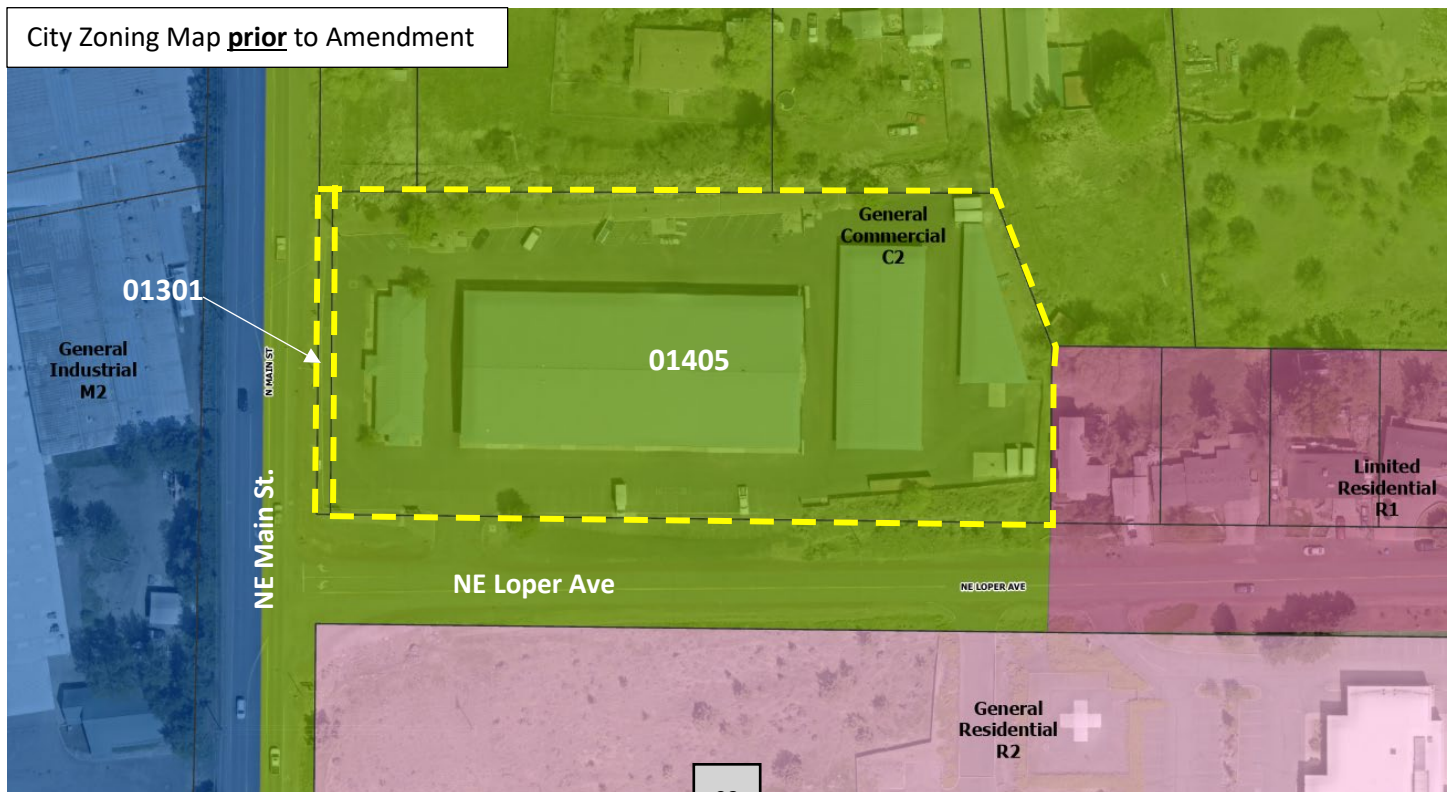 City Zoning Map prior to Amendment
General
Commercial
C2
01301
General
Industrial
M2
N MAIN ST
01405
Limited
Residential
R1
NE Main St.
NE Loper Ave
NE LOPER AVE
General
Residential
R2